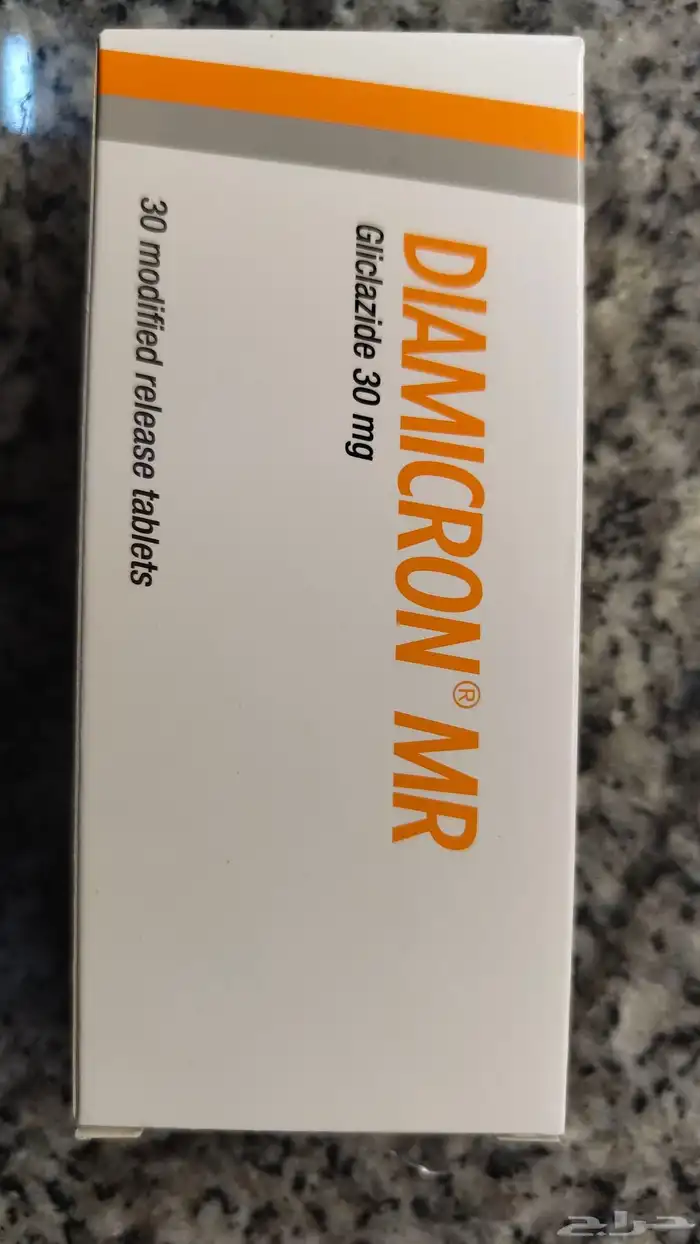 DIAMICRON® MR
Gliclazide 30 mg
30 modified release tablets
حراج